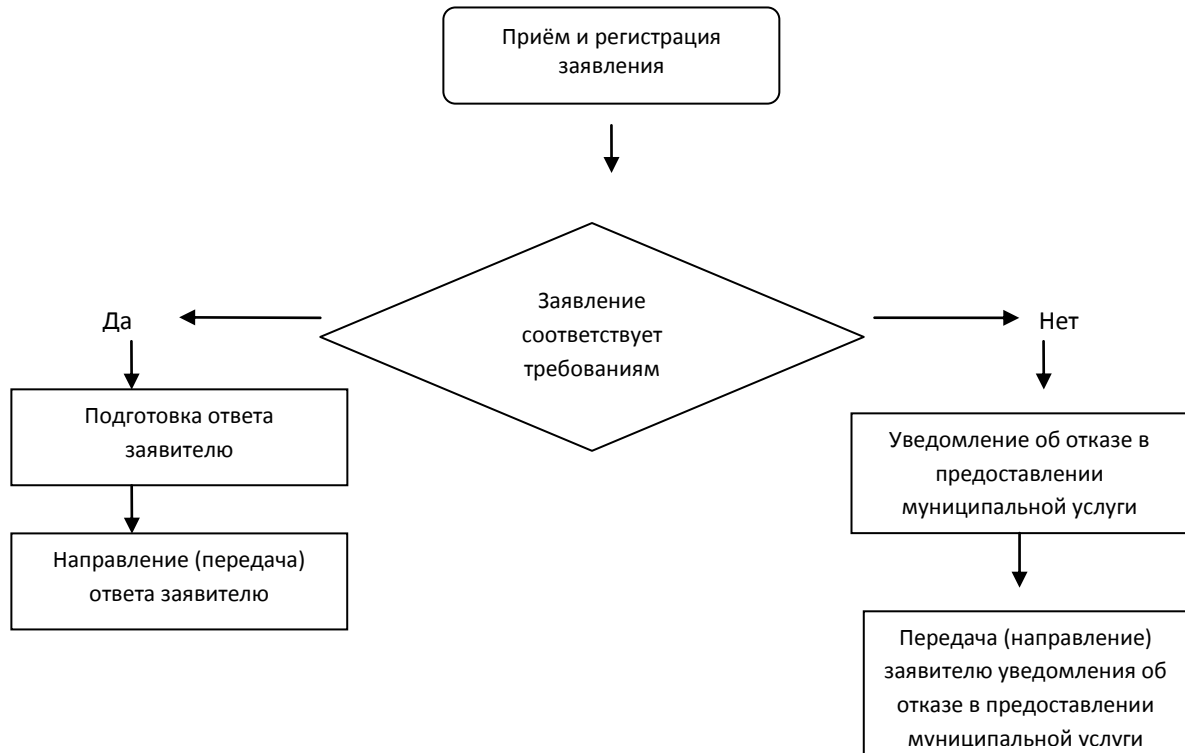 Приём и регистрация
заявления
Заявление
соответствует
требованиям
Да
Нет
Подготовка ответа
заявителю
Направление (передача)
ответа заявителю
Уведомление об отказе в
предоставлении
муниципальной услуги
Передача (направление)
заявителю уведомления об
отказе в предоставлении
муниципальной услуги